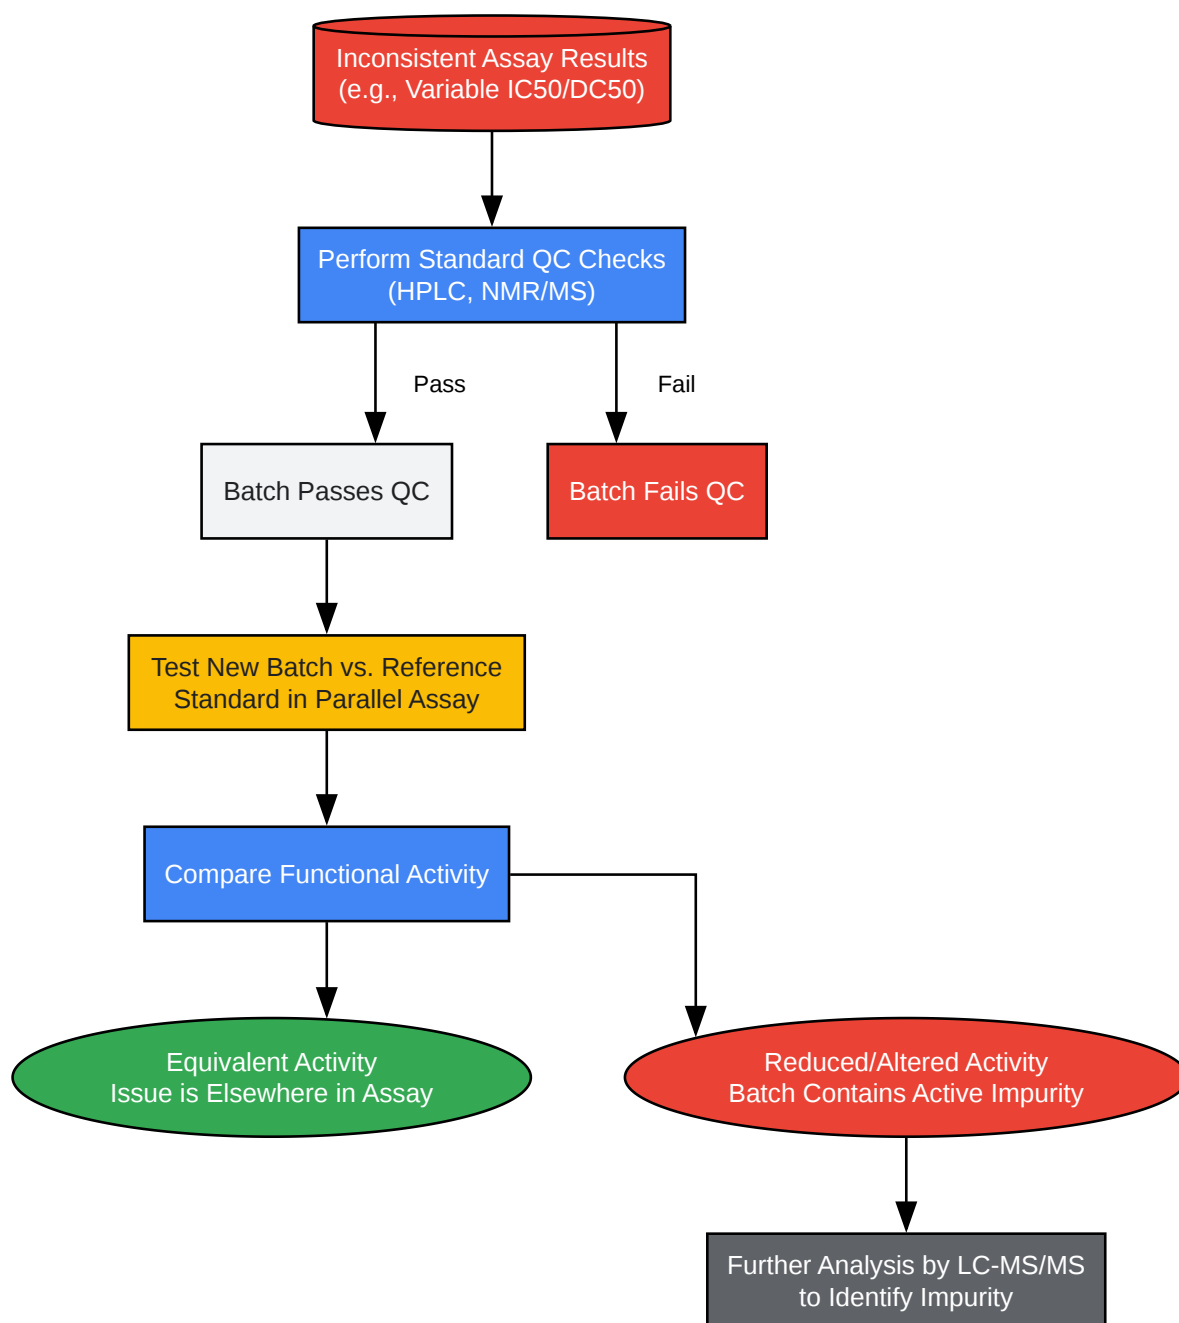 Inconsistent Assay Results
(e.g., Variable IC50/DC50)
Perform Standard QC Checks
(HPLC, NMR/MS)
Pass
Fail
Batch Passes QC
Batch Fails QC
Test New Batch vs. Reference
Standard in Parallel Assay
Compare Functional Activity
Equivalent Activity
Issue is Elsewhere in Assay
Reduced/Altered Activity
Batch Contains Active Impurity
Further Analysis by LC-MS/MS
to Identify Impurity